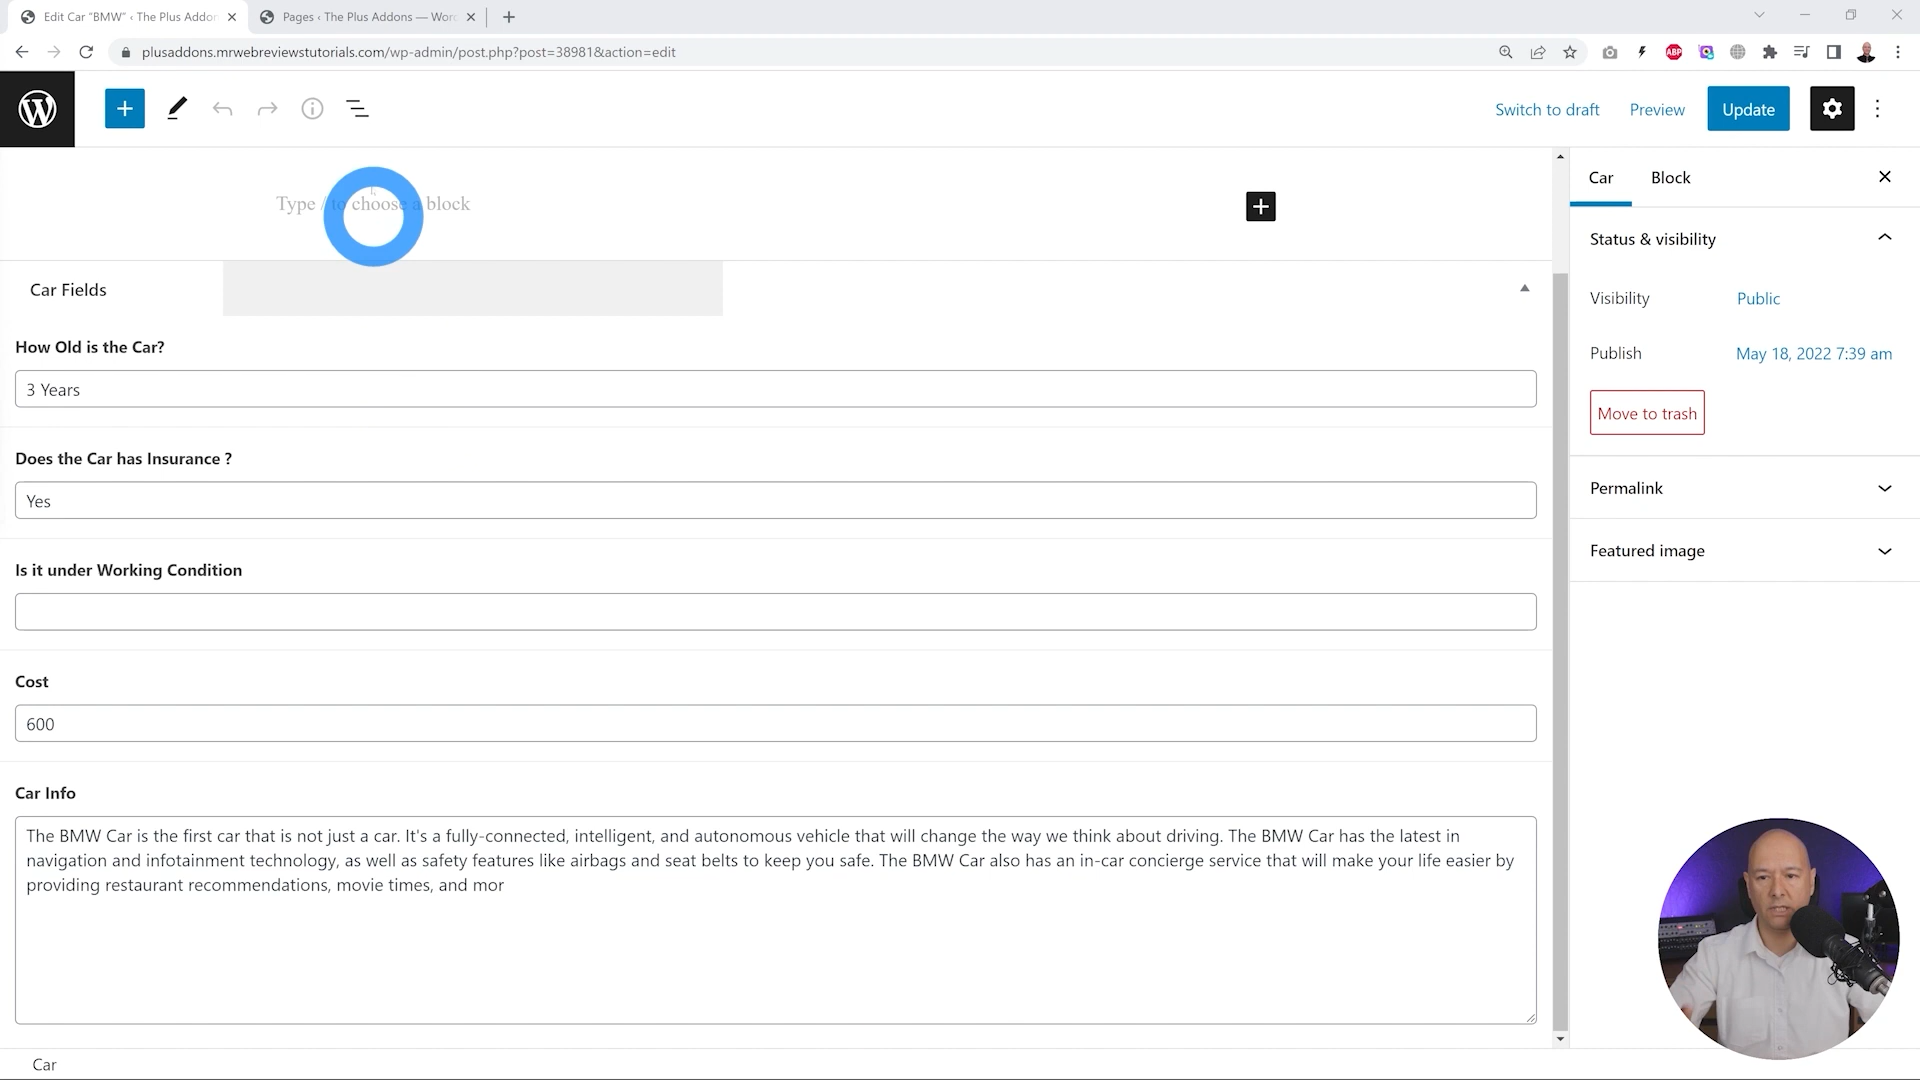 Edit Car "BMW" ‹ The Plus Addon
Pages ‹ The Plus Addons — Word
plusaddons.mrwebreviewstutorials.com/wp-admin/post.php?post=38981&action=edit
ABP
Switch to draft
Preview
Update
Type / to choose a block
Car
Block
Status & visibility
Visibility
Public
Publish
May 18, 2022 7:39 am
Move to trash
Permalink
Featured image
Car Fields
How Old is the Car?
3 Years
Does the Car has Insurance ?
Yes
Is it under Working Condition
Cost
600
Car Info
The BMW Car is the first car that is not just a car. It's a fully-connected, intelligent, and autonomous vehicle that will change the way we think about driving. The BMW Car has the latest in
navigation and infotainment technology, as well as safety features like airbags and seat belts to keep you safe. The BMW Car also has an in-car concierge service that will make your life easier by
providing restaurant recommendations, movie times, and mor
Car